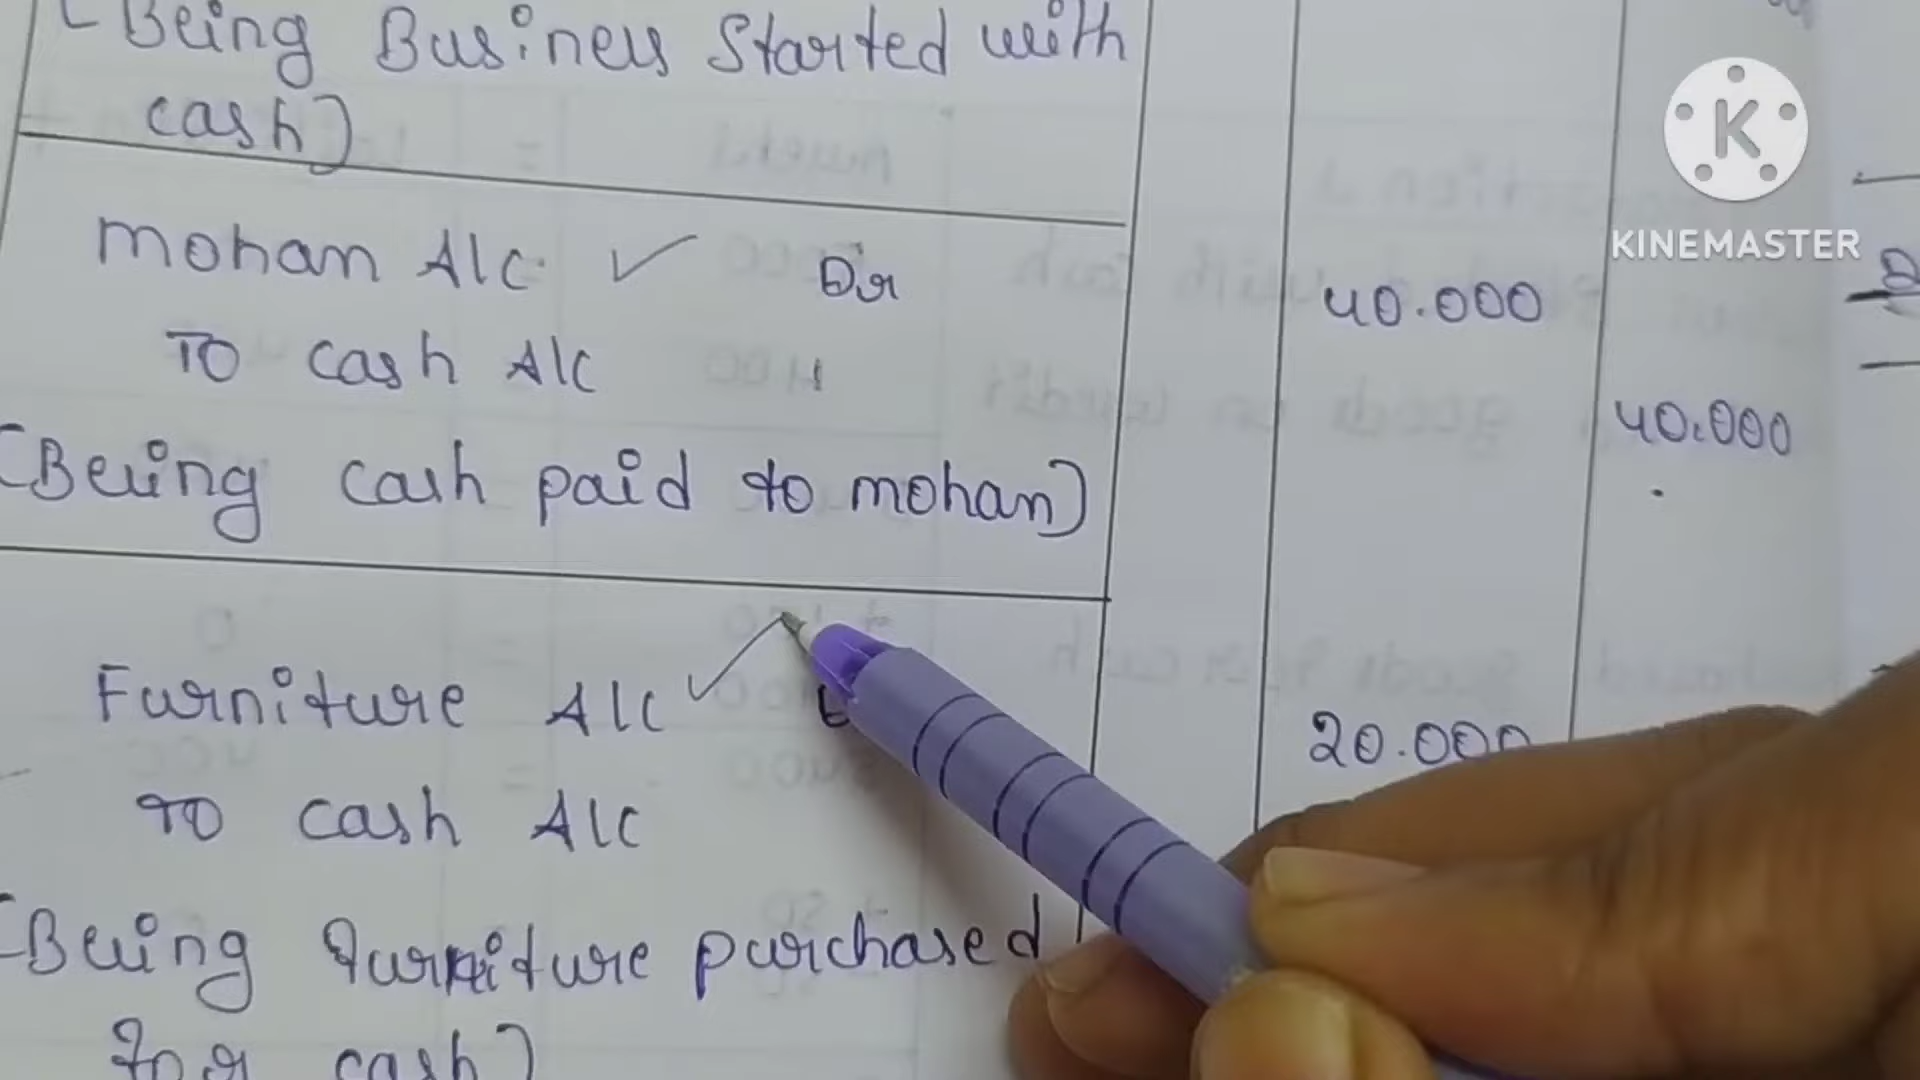 (Being Business Started with
cash)
KINEMASTER
mohan A/c ✓ Dr 40.000
To cash A/c 40.000
(Being cash paid to mohan)
Furniture A/c ✓ 20.000
To cash A/c
(Being furniture purchased
for cash)